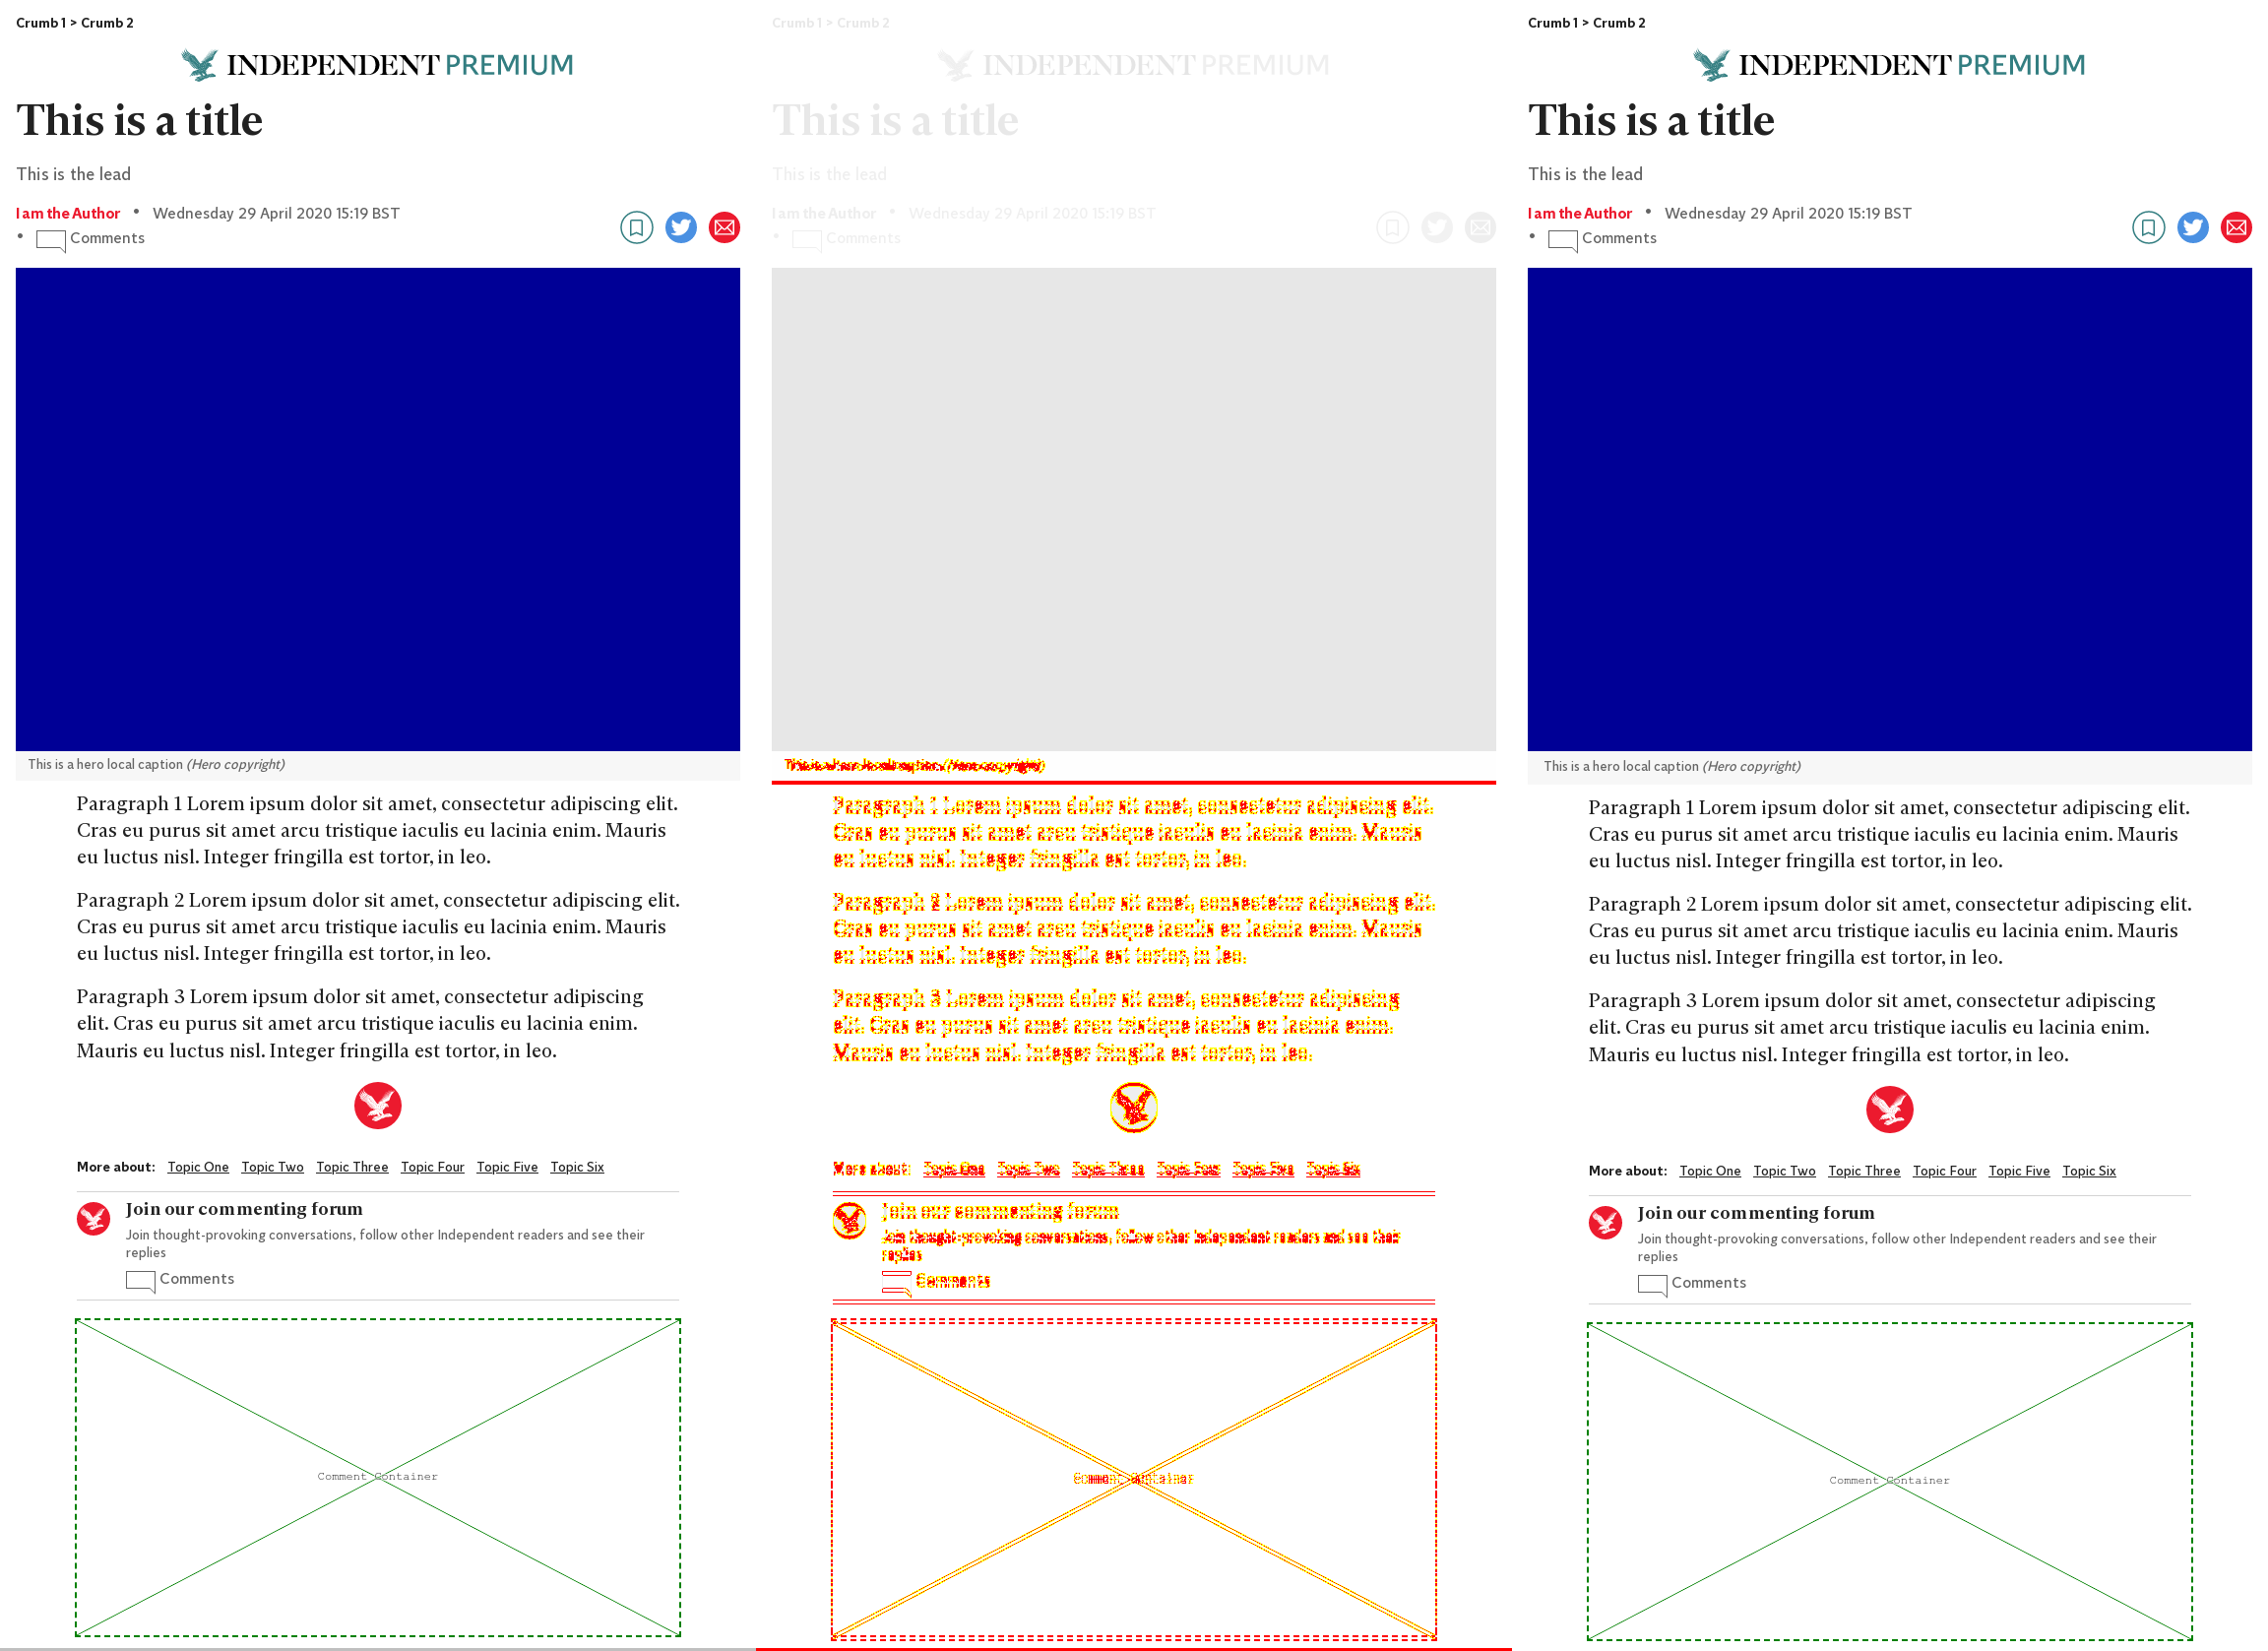 Crumb 1 > Crumb 2
INDEPENDENT PREMIUM
This is a title
This is the lead
I am the Author • Wednesday 29 April 2020 15:19 BST
• Comments
This is a hero local caption (Hero copyright)
Paragraph 1 Lorem ipsum dolor sit amet, consectetur adipiscing elit.
Cras eu purus sit amet arcu tristique iaculis eu lacinia enim. Mauris
eu luctus nisl. Integer fringilla est tortor, in leo.
Paragraph 2 Lorem ipsum dolor sit amet, consectetur adipiscing elit.
Cras eu purus sit amet arcu tristique iaculis eu lacinia enim. Mauris
eu luctus nisl. Integer fringilla est tortor, in leo.
Paragraph 3 Lorem ipsum dolor sit amet, consectetur adipiscing
elit. Cras eu purus sit amet arcu tristique iaculis eu lacinia enim.
Mauris eu luctus nisl. Integer fringilla est tortor, in leo.
More about: Topic One Topic Two Topic Three Topic Four Topic Five Topic Six
Join our commenting forum
Join thought-provoking conversations, follow other Independent readers and see their
replies
Comments
Comment Container
Crumb 1 > Crumb 2
INDEPENDENT PREMIUM
This is a title
This is the lead
I am the Author • Wednesday 29 April 2020 15:19 BST
• Comments
This is a hero local caption (Hero copyright)
Paragraph 1 Lorem ipsum dolor sit amet, consectetur adipiscing elit.
Cras eu purus sit amet arcu tristique iaculis eu lacinia enim. Mauris
eu luctus nisl. Integer fringilla est tortor, in leo.
Paragraph 2 Lorem ipsum dolor sit amet, consectetur adipiscing elit.
Cras eu purus sit amet arcu tristique iaculis eu lacinia enim. Mauris
eu luctus nisl. Integer fringilla est tortor, in leo.
Paragraph 3 Lorem ipsum dolor sit amet, consectetur adipiscing
elit. Cras eu purus sit amet arcu tristique iaculis eu lacinia enim.
Mauris eu luctus nisl. Integer fringilla est tortor, in leo.
More about: Topic One Topic Two Topic Three Topic Four Topic Five Topic Six
Join our commenting forum
Join thought-provoking conversations, follow other Independent readers and see their
replies
Comments
Comment Container
Crumb 1 > Crumb 2
INDEPENDENT PREMIUM
This is a title
This is the lead
I am the Author • Wednesday 29 April 2020 15:19 BST
• Comments
This is a hero local caption (Hero copyright)
Paragraph 1 Lorem ipsum dolor sit amet, consectetur adipiscing elit.
Cras eu purus sit amet arcu tristique iaculis eu lacinia enim. Mauris
eu luctus nisl. Integer fringilla est tortor, in leo.
Paragraph 2 Lorem ipsum dolor sit amet, consectetur adipiscing elit.
Cras eu purus sit amet arcu tristique iaculis eu lacinia enim. Mauris
eu luctus nisl. Integer fringilla est tortor, in leo.
Paragraph 3 Lorem ipsum dolor sit amet, consectetur adipiscing
elit. Cras eu purus sit amet arcu tristique iaculis eu lacinia enim.
Mauris eu luctus nisl. Integer fringilla est tortor, in leo.
More about: Topic One Topic Two Topic Three Topic Four Topic Five Topic Six
Join our commenting forum
Join thought-provoking conversations, follow other Independent readers and see their
replies
Comments
Comment Container